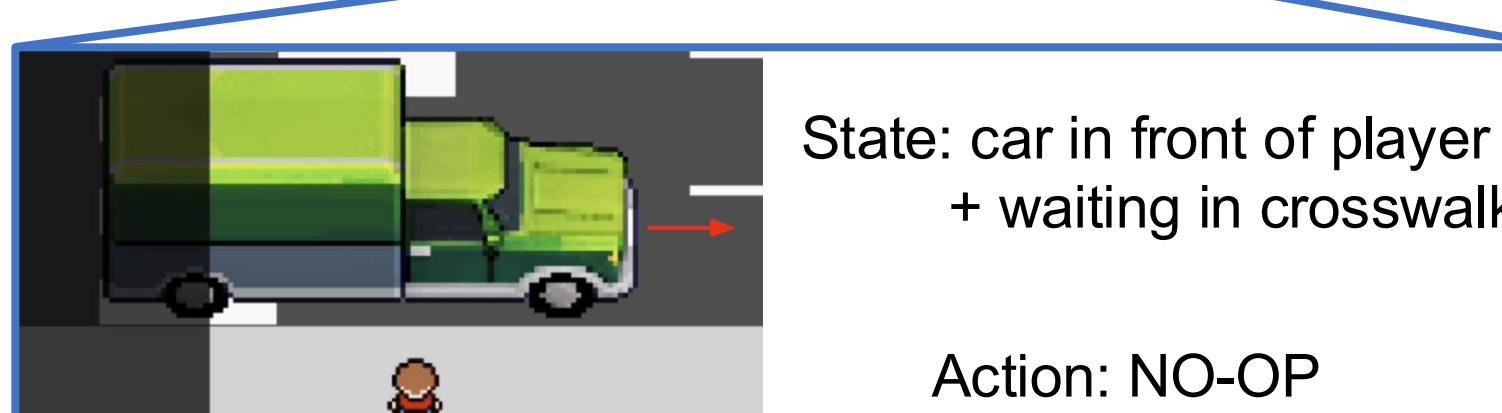 State: car in front of player
+ waiting in crosswalk
Action: NO-OP